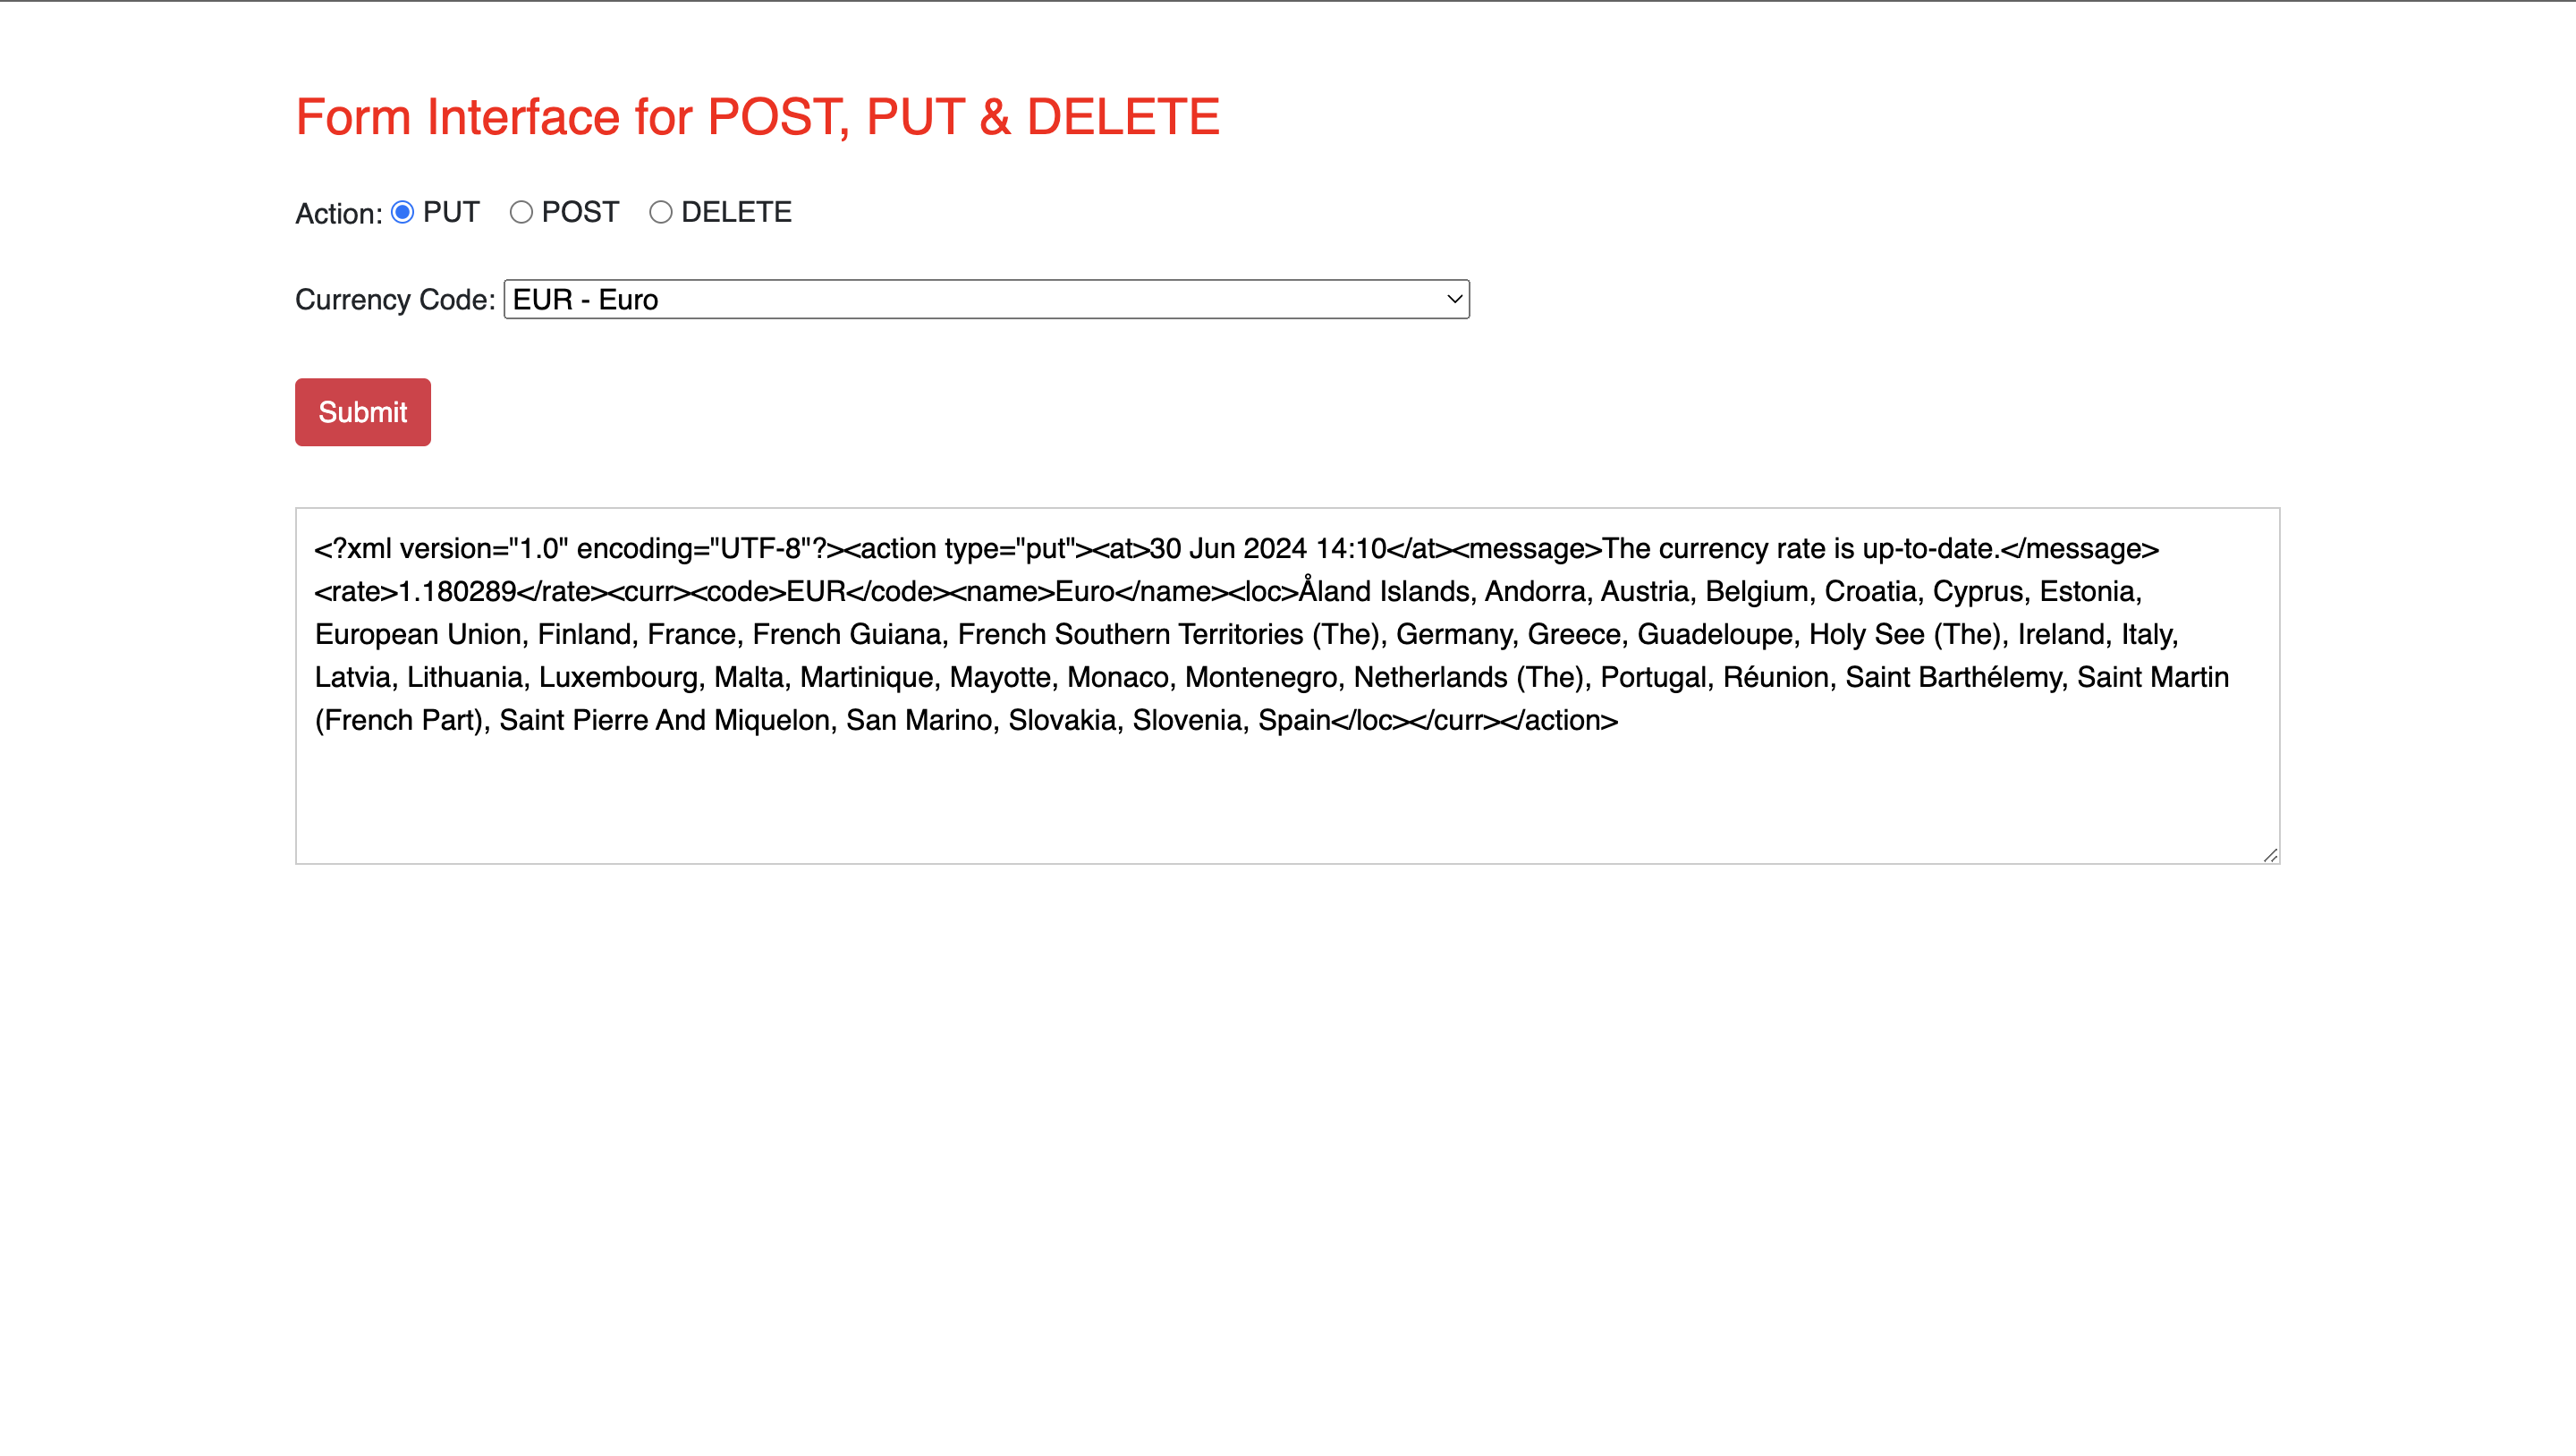 Form Interface for POST, PUT & DELETE
Action: PUT POST DELETE
Currency Code: EUR - Euro
Submit
<?xml version="1.0" encoding="UTF-8"?><action type="put"><at>30 Jun 2024 14:10</at><message>The currency rate is up-to-date.</message>
<rate>1.180289</rate><curr><code>EUR</code><name>Euro</name><loc>Åland Islands, Andorra, Austria, Belgium, Croatia, Cyprus, Estonia,
European Union, Finland, France, French Guiana, French Southern Territories (The), Germany, Greece, Guadeloupe, Holy See (The), Ireland, Italy,
Latvia, Lithuania, Luxembourg, Malta, Martinique, Mayotte, Monaco, Montenegro, Netherlands (The), Portugal, Réunion, Saint Barthélemy, Saint Martin
(French Part), Saint Pierre And Miquelon, San Marino, Slovakia, Slovenia, Spain</loc></curr></action>